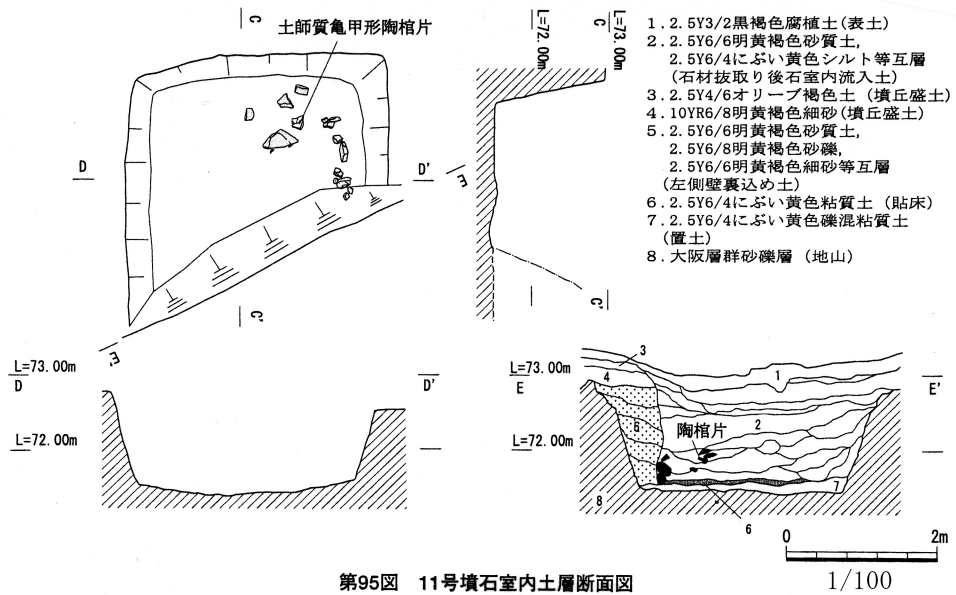 土師質亀甲形陶棺片
C
L=72.00m
C
L=73.00m
1.2.5Y3/2黒褐色腐植土(表土)
2.2.5Y6/6明黄褐色砂質土,
2.5Y6/4にぶい黄色シルト等互層
(石材抜取り後石室内流入土)
3.2.5Y4/6オリーブ褐色土(墳丘盛土)
4.10YR6/8明黄褐色細砂(墳丘盛土)
5.2.5Y6/6明黄褐色砂質土,
2.5Y6/8明黄褐色砂礫,
2.5Y6/6明黄褐色細砂等互層
(左側壁裏込め土)
6.2.5Y6/4にぶい黄色粘質土(貼床)
7.2.5Y6/4にぶい黄色礫混粘質土
(置土)
8.大阪層群砂礫層(地山)
D
D'
E
C'
C'
E'
L=73.00m
D
D'
L=72.00m
L=73.00m
E
E'
L=72.00m
3
4
1
2
6
陶棺片
7
8
6
0
2m
1/100
第95図 11号墳石室内土層断面図